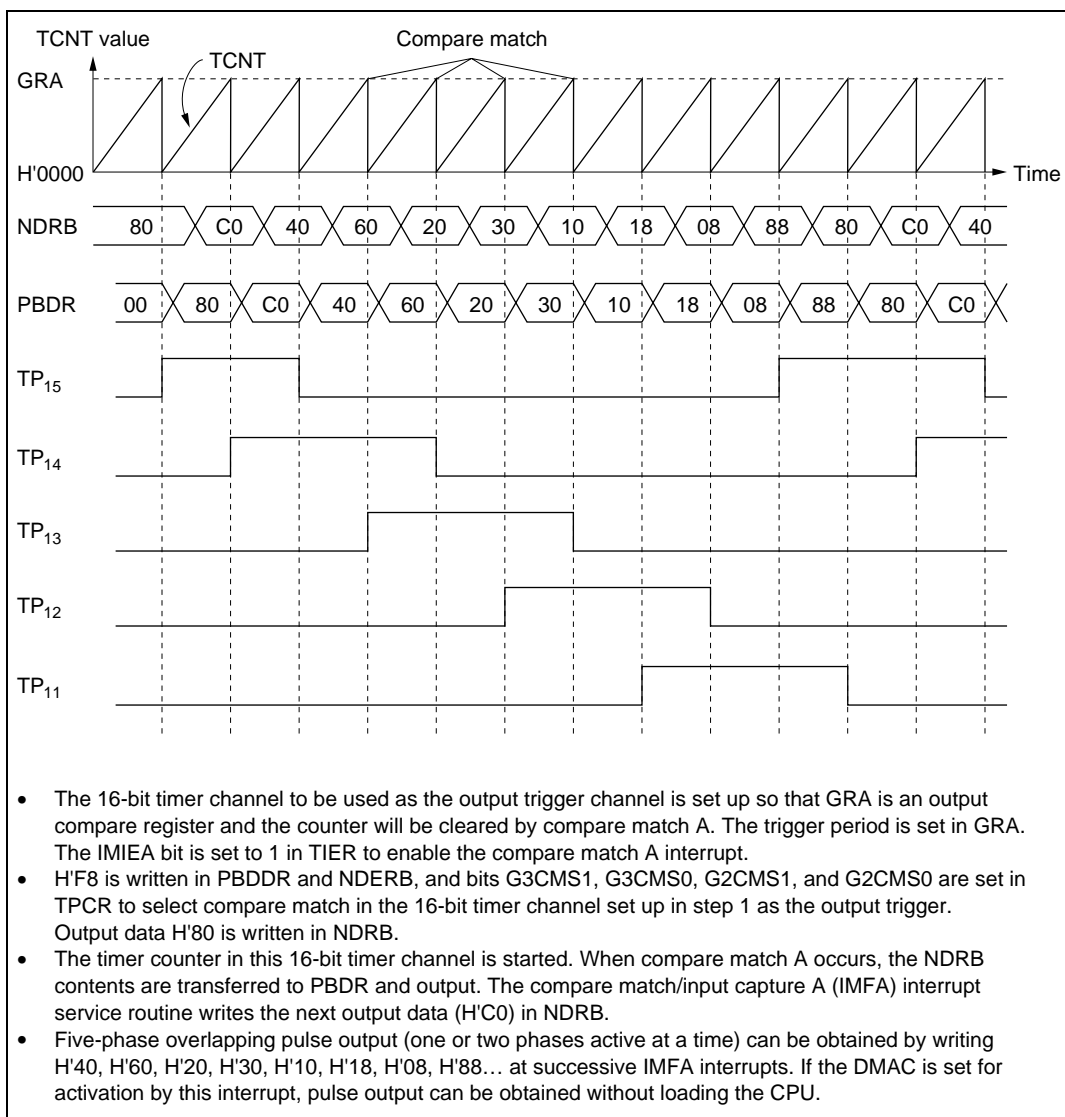 TCNT value Compare match
TCNT
GRA
H'0000 Time
NDRB 80 C0 40 60 20 30 10 18 08 88 80 C0 40
PBDR 00 80 C0 40 60 20 30 10 18 08 88 80 C0
TP15
TP14
TP13
TP12
TP11
• The 16-bit timer channel to be used as the output trigger channel is set up so that GRA is an output
compare register and the counter will be cleared by compare match A. The trigger period is set in GRA.
The IMIEA bit is set to 1 in TIER to enable the compare match A interrupt.
• H'F8 is written in PBDDR and NDERB, and bits G3CMS1, G3CMS0, G2CMS1, and G2CMS0 are set in
TPCR to select compare match in the 16-bit timer channel set up in step 1 as the output trigger.
Output data H'80 is written in NDRB.
• The timer counter in this 16-bit timer channel is started. When compare match A occurs, the NDRB
contents are transferred to PBDR and output. The compare match/input capture A (IMFA) interrupt
service routine writes the next output data (H'C0) in NDRB.
• Five-phase overlapping pulse output (one or two phases active at a time) can be obtained by writing
H'40, H'60, H'20, H'30, H'10, H'18, H'08, H'88… at successive IMFA interrupts. If the DMAC is set for
activation by this interrupt, pulse output can be obtained without loading the CPU.